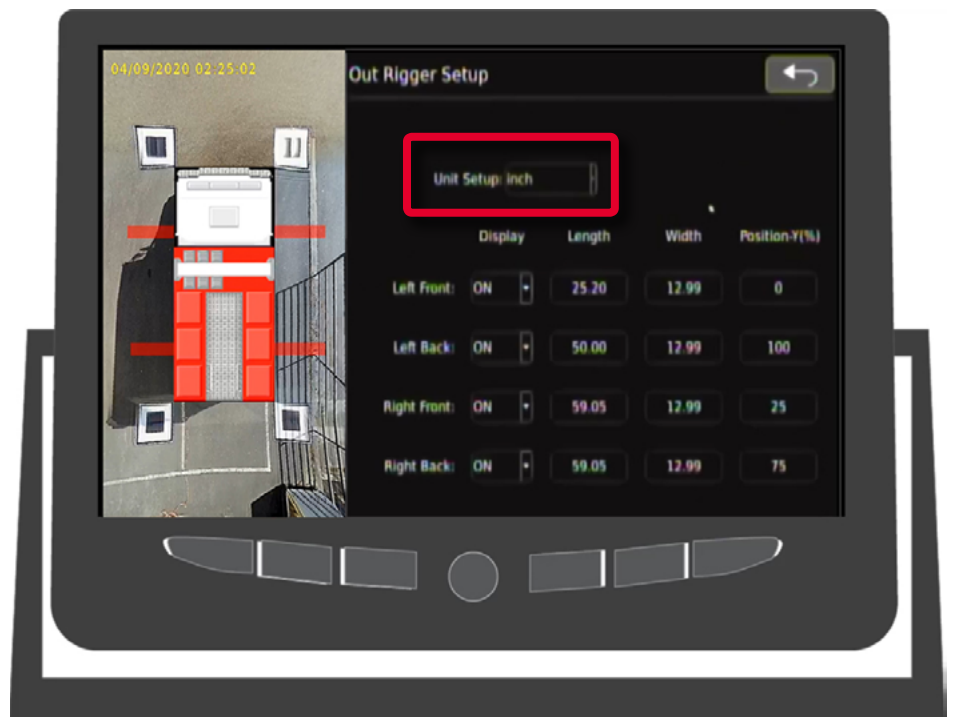 04/09/2020 02:25:02
Out Rigger Setup
Unit Setup: inch
Display Length Width Position-Y(%)
Left Front: ON 25.20 12.99 0
Left Back: ON 50.00 12.99 100
Right Front: ON 59.05 12.99 25
Right Back: ON 59.05 12.99 75